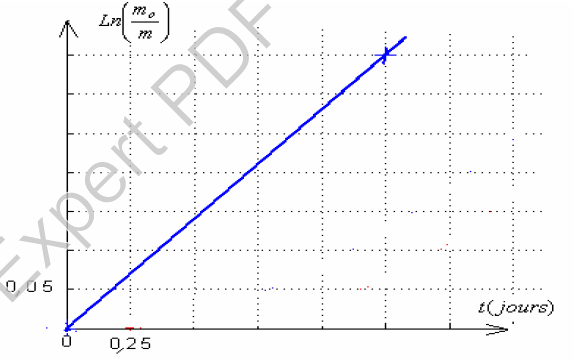 Ln(m₀/m)
0,05
t(jours)
0 0,25
Expert PDF